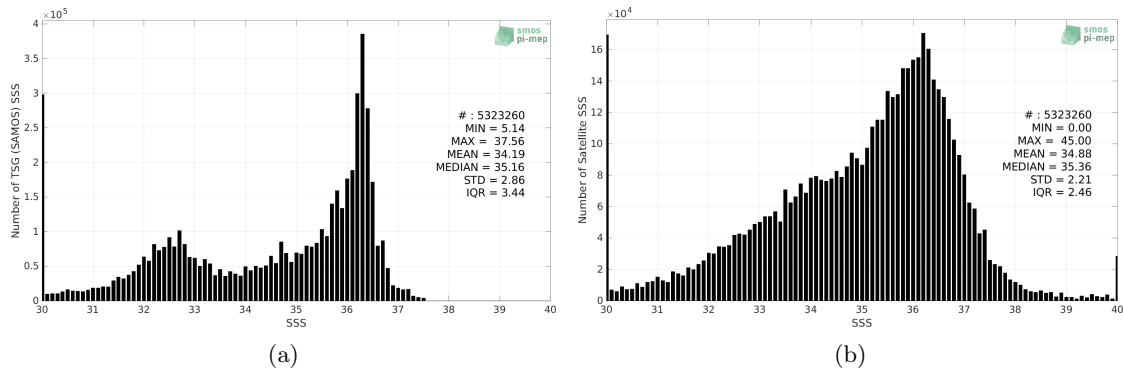 ×10⁵
4
3.5
3
2.5
2
1.5
1
0.5
0
Number of TSG (SAMOS) SSS
smos
pi-mep
# : 5323260
MIN = 5.14
MAX = 37.56
MEAN = 34.19
MEDIAN = 35.16
STD = 2.86
IQR = 3.44
30 31 32 33 34 35 36 37 38 39 40
SSS
(a)
×10⁴
16
14
12
10
8
6
4
2
0
Number of Satellite SSS
smos
pi-mep
# : 5323260
MIN = 0.00
MAX = 45.00
MEAN = 34.88
MEDIAN = 35.36
STD = 2.21
IQR = 2.46
30 31 32 33 34 35 36 37 38 39 40
SSS
(b)